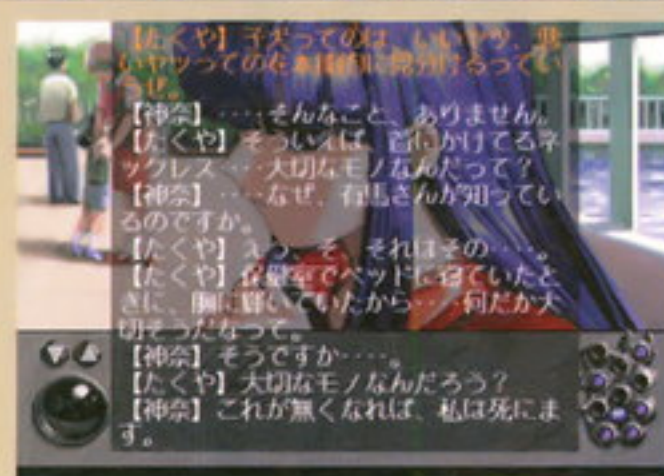 【たくや】子犬ってのは、いいヤツ、悪
いヤツってのを本能的に見分けるってい
うぜ。
【神奈】‥‥そんなこと、ありません。
【たくや】そういえば、首にかけてるネ
ックレス‥‥大切なモノなんだって？
【神奈】‥‥なぜ、有馬さんが知ってい
るのですか。
【たくや】えっ、そ、それはその‥‥。
【たくや】保健室でベッドに寝ていたと
きに、胸に輝いていたから‥‥何だか大
切そうだなって。
【神奈】そうですか‥‥。
【たくや】大切なモノなんだろう？
【神奈】これが無くなれば、私は死にま
す。